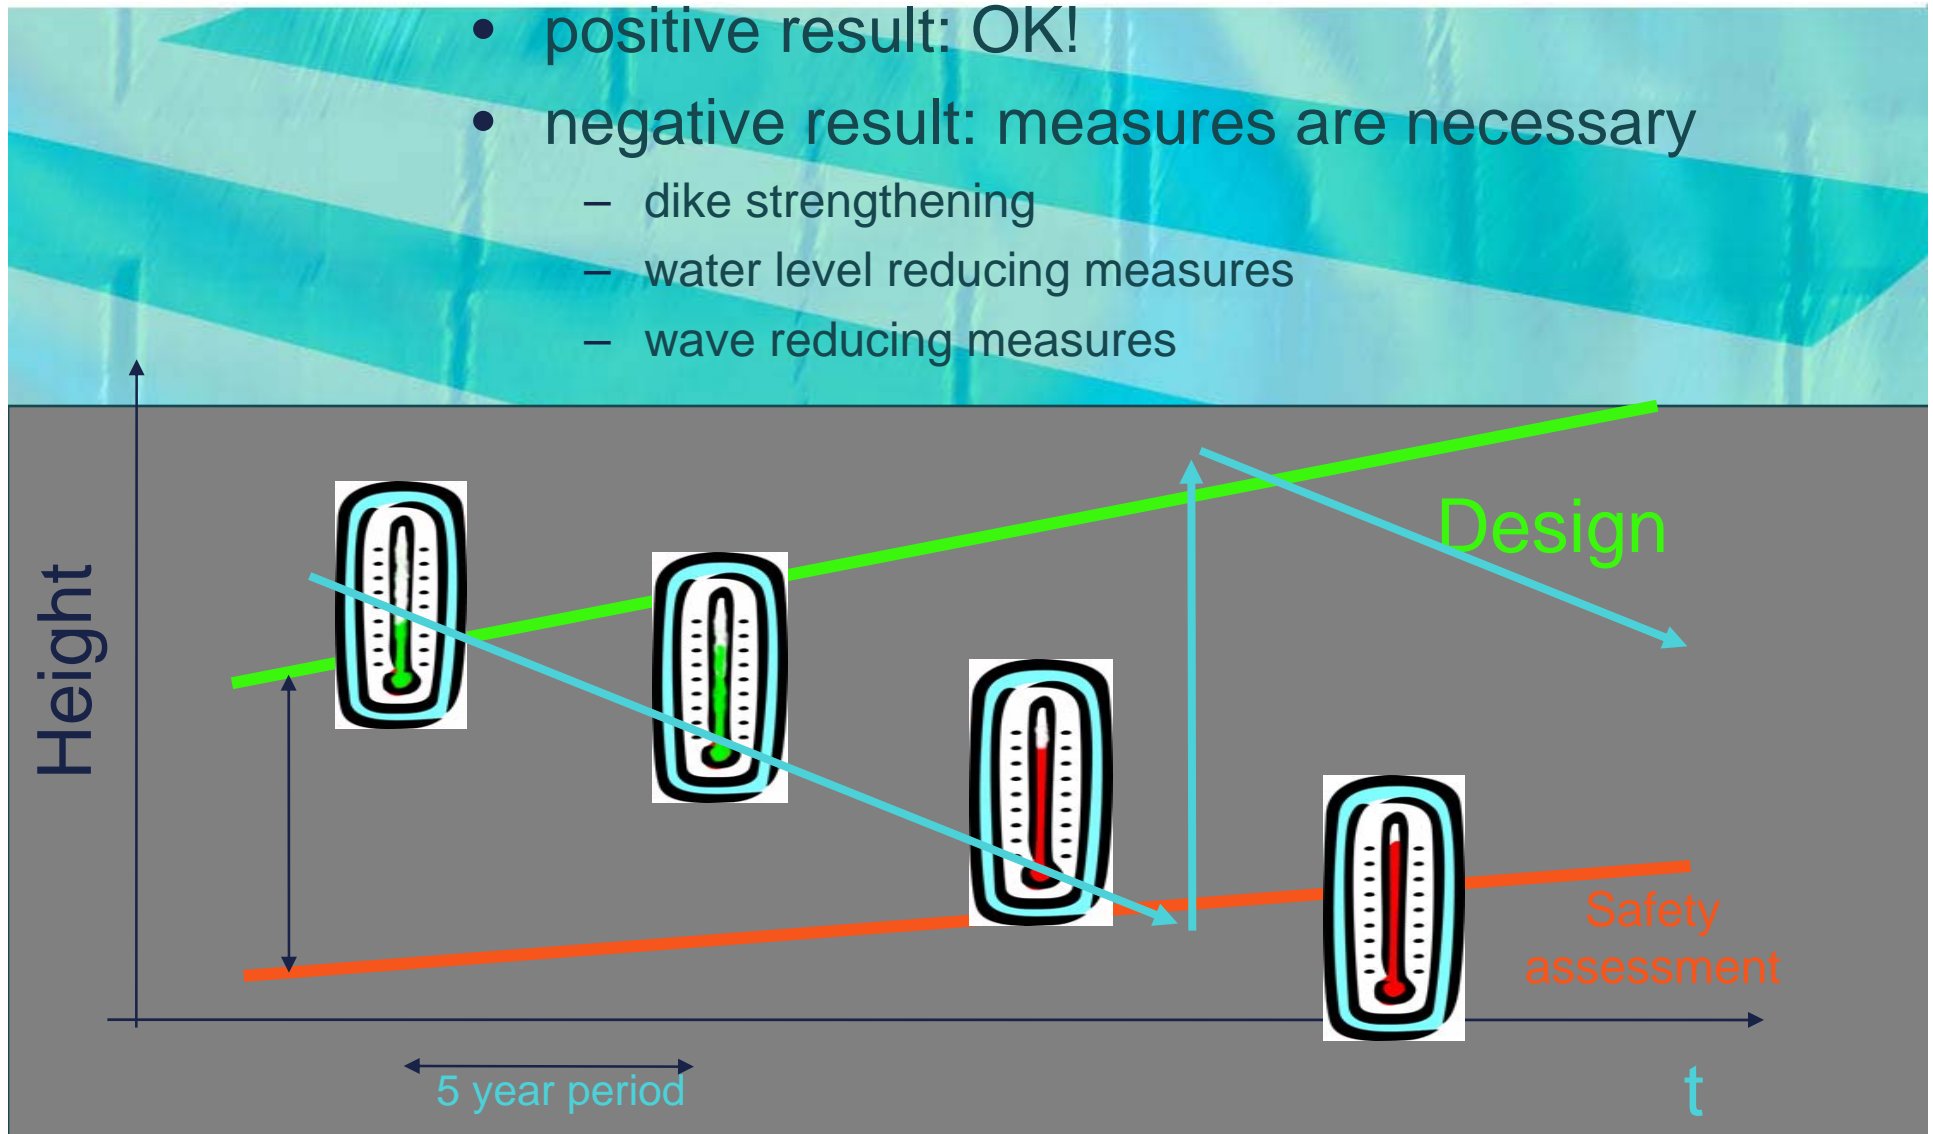 • positive result: OK!
• negative result: measures are necessary
– dike strengthening
– water level reducing measures
– wave reducing measures
Height
Design
Safety
assessment
5 year period
t